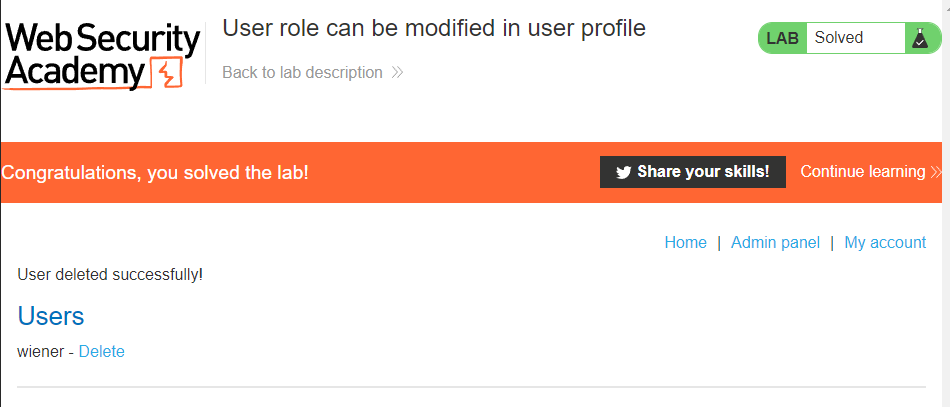 Web Security
Academy
User role can be modified in user profile
Back to lab description
LAB Solved
Congratulations, you solved the lab!
Share your skills!
Continue learning
Home | Admin panel | My account
User deleted successfully!
Users
wiener - Delete